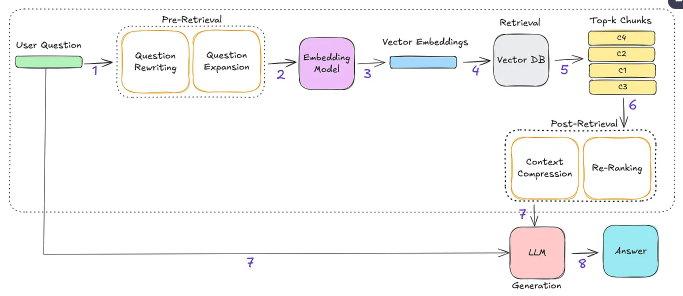 Pre-Retrieval
Retrieval
Top-k Chunks
User Question
Vector Embeddings
Question
Rewriting
Question
Expansion
Embedding
Model
Vector DB
C4
C2
C1
C3
1
2
3
4
5
6
Post-Retrieval
Context
Compression
Re-Ranking
7
7
LLM
8
Answer
Generation